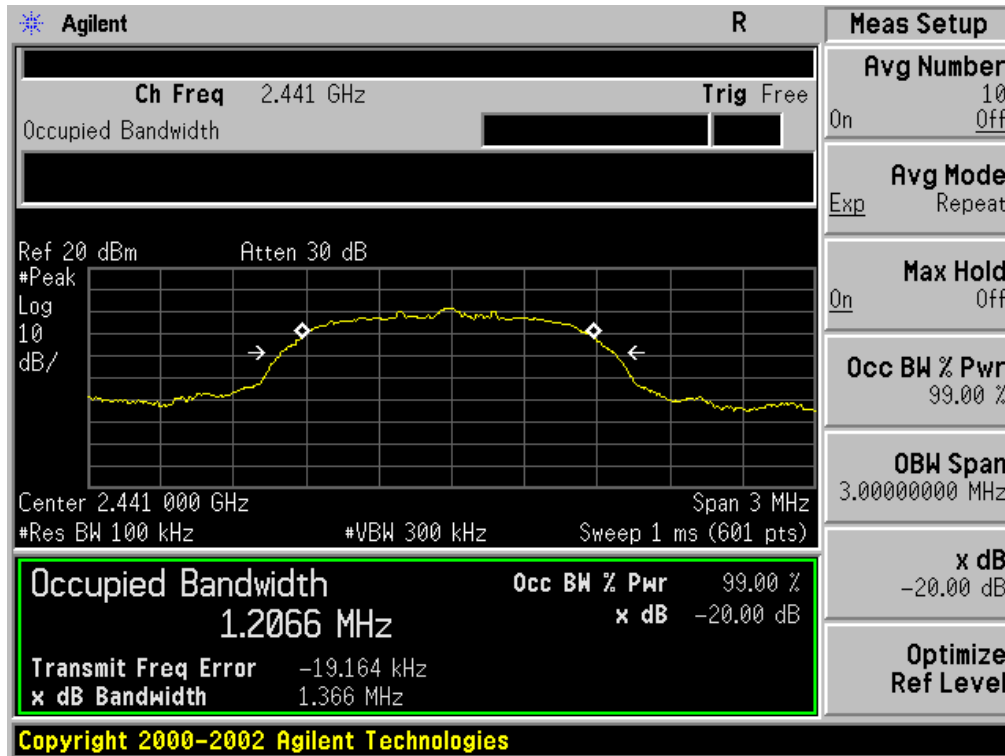 Agilent R
Ch Freq 2.441 GHz Trig Free
Occupied Bandwidth
Ref 20 dBm Atten 30 dB
#Peak
Log
10
dB/
Center 2.441 000 GHz Span 3 MHz
#Res BW 100 kHz #VBW 300 kHz Sweep 1 ms (601 pts)
Occupied Bandwidth Occ BW % Pwr 99.00 %
1.2066 MHz x dB -20.00 dB
Transmit Freq Error -19.164 kHz
x dB Bandwidth 1.366 MHz
Copyright 2000-2002 Agilent Technologies
Meas Setup
Avg Number
10
On Off
Avg Mode
Exp Repeat
Max Hold
On Off
Occ BW % Pwr
99.00 %
OBW Span
3.00000000 MHz
x dB
-20.00 dB
Optimize
Ref Level